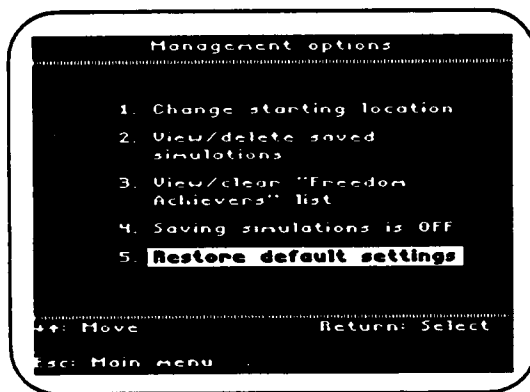 Management options
1. Change starting location
2. View/delete saved
simulations
3. View/clear "Freedom
Achievers" list
4. Saving simulations is OFF
5. Restore default settings
↓↑: Move Return: Select
Esc: Main menu